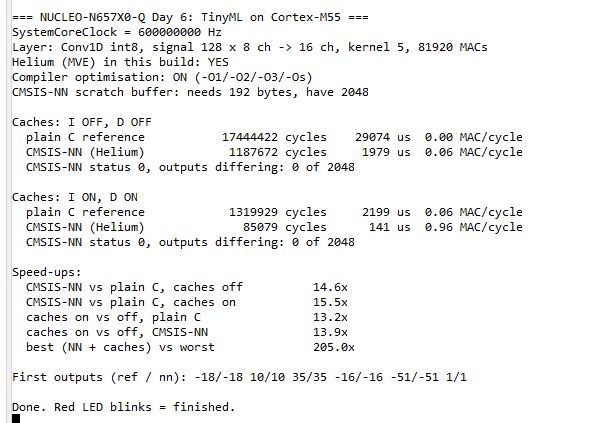 === NUCLEO-N657X0-Q Day 6: TinyML on Cortex-M55 ===
SystemCoreClock = 600000000 Hz
Layer: Conv1D int8, signal 128 x 8 ch -> 16 ch, kernel 5, 81920 MACs
Helium (MVE) in this build: YES
Compiler optimisation: ON (-O1/-O2/-O3/-Os)
CMSIS-NN scratch buffer: needs 192 bytes, have 2048
Caches: I OFF, D OFF
plain C reference 17444422 cycles 29074 us 0.00 MAC/cycle
CMSIS-NN (Helium) 1187672 cycles 1979 us 0.06 MAC/cycle
CMSIS-NN status 0, outputs differing: 0 of 2048
Caches: I ON, D ON
plain C reference 1319929 cycles 2199 us 0.06 MAC/cycle
CMSIS-NN (Helium) 85079 cycles 141 us 0.96 MAC/cycle
CMSIS-NN status 0, outputs differing: 0 of 2048
Speed-ups:
CMSIS-NN vs plain C, caches off 14.6x
CMSIS-NN vs plain C, caches on 15.5x
caches on vs off, plain C 13.2x
caches on vs off, CMSIS-NN 13.9x
best (NN + caches) vs worst 205.0x
First outputs (ref / nn): -18/-18 10/10 35/35 -16/-16 -51/-51 1/1
Done. Red LED blinks = finished.